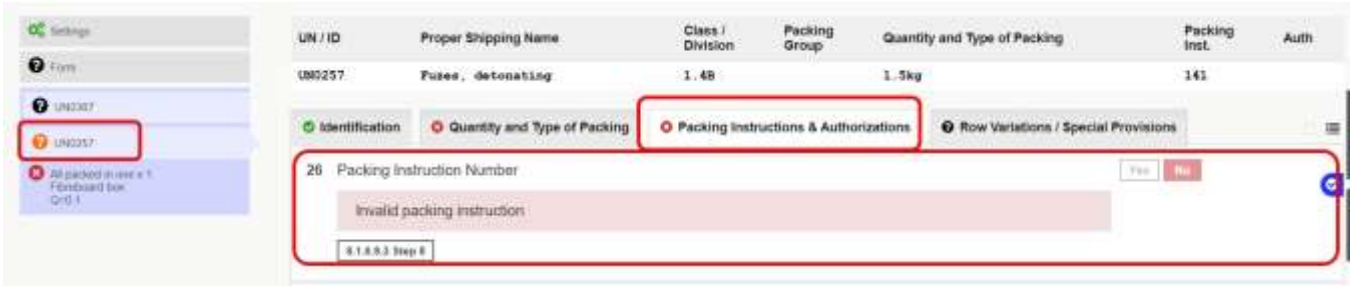 Settings
Form
UN0307
UN0257
All packed in one x 1
Fibreboard box
Q=0.1
UN / ID Proper Shipping Name Class / Division Packing Group Quantity and Type of Packing Packing Inst. Auth
UN0257 Fuses, detonating 1.4B 1.5kg 141
Identification Quantity and Type of Packing Packing Instructions & Authorizations Row Variations / Special Provisions
26 Packing Instruction Number Yes No
Invalid packing instruction
8.1.6.9.3 Step 8